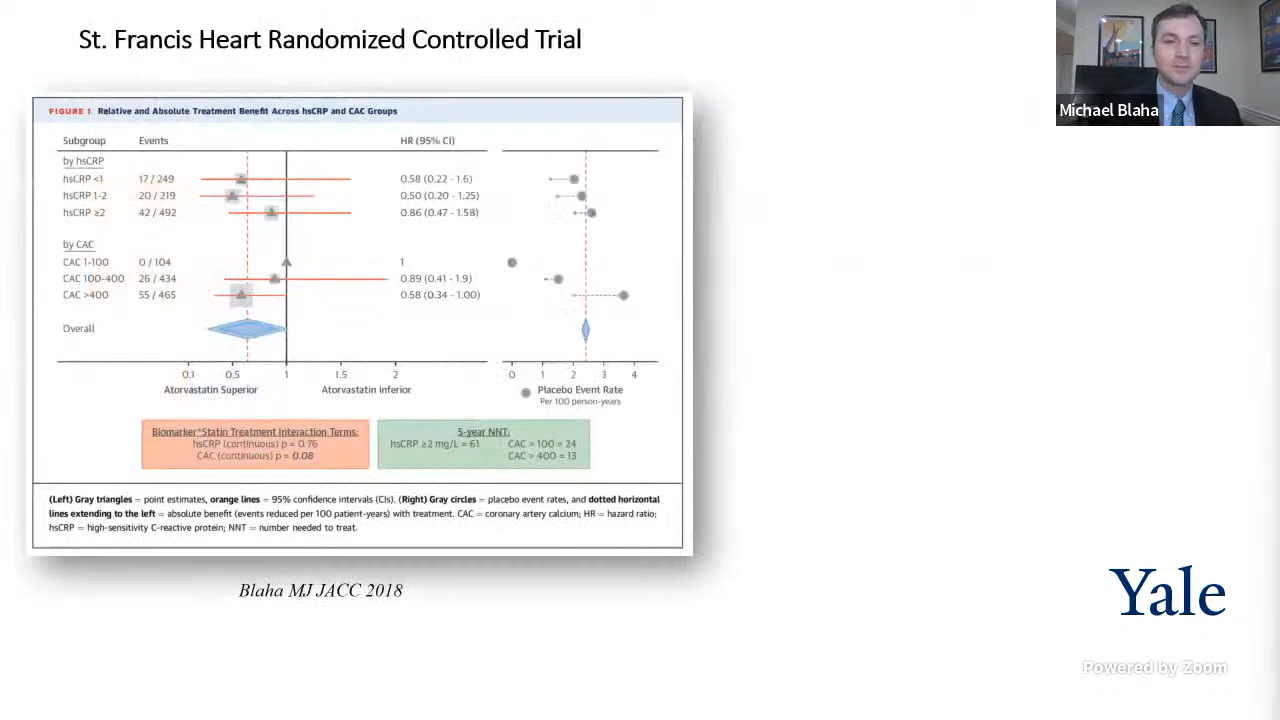 St. Francis Heart Randomized Controlled Trial
Michael Blaha
FIGURE 1 Relative and Absolute Treatment Benefit Across hsCRP and CAC Groups
Subgroup Events HR (95% CI)
by hsCRP
hsCRP <1 17 / 249 0.58 (0.22 - 1.6)
hsCRP 1-2 20 / 219 0.50 (0.20 - 1.25)
hsCRP ≥2 42 / 492 0.86 (0.47 - 1.58)
by CAC
CAC 1-100 0 / 104 1
CAC 100-400 26 / 434 0.89 (0.41 - 1.9)
CAC >400 55 / 465 0.58 (0.34 - 1.00)
Overall
0.1 0.5 1 1.5 2 0 1 2 3 4
Atorvastatin Superior Atorvastatin Inferior Placebo Event Rate
Per 100 person-years
Biomarker*Statin Treatment Interaction Terms:
hsCRP (continuous) p = 0.76
CAC (continuous) p = 0.08
5-year NNT:
hsCRP ≥2 mg/L = 61 CAC > 100 = 24
CAC > 400 = 13
(Left) Gray triangles = point estimates, orange lines = 95% confidence intervals (CIs). (Right) Gray circles = placebo event rates, and dotted horizontal
lines extending to the left = absolute benefit (events reduced per 100 patient-years) with treatment. CAC = coronary artery calcium; HR = hazard ratio;
hsCRP = high-sensitivity C-reactive protein; NNT = number needed to treat.
Blaha MJ JACC 2018
Yale
Powered by Zoom